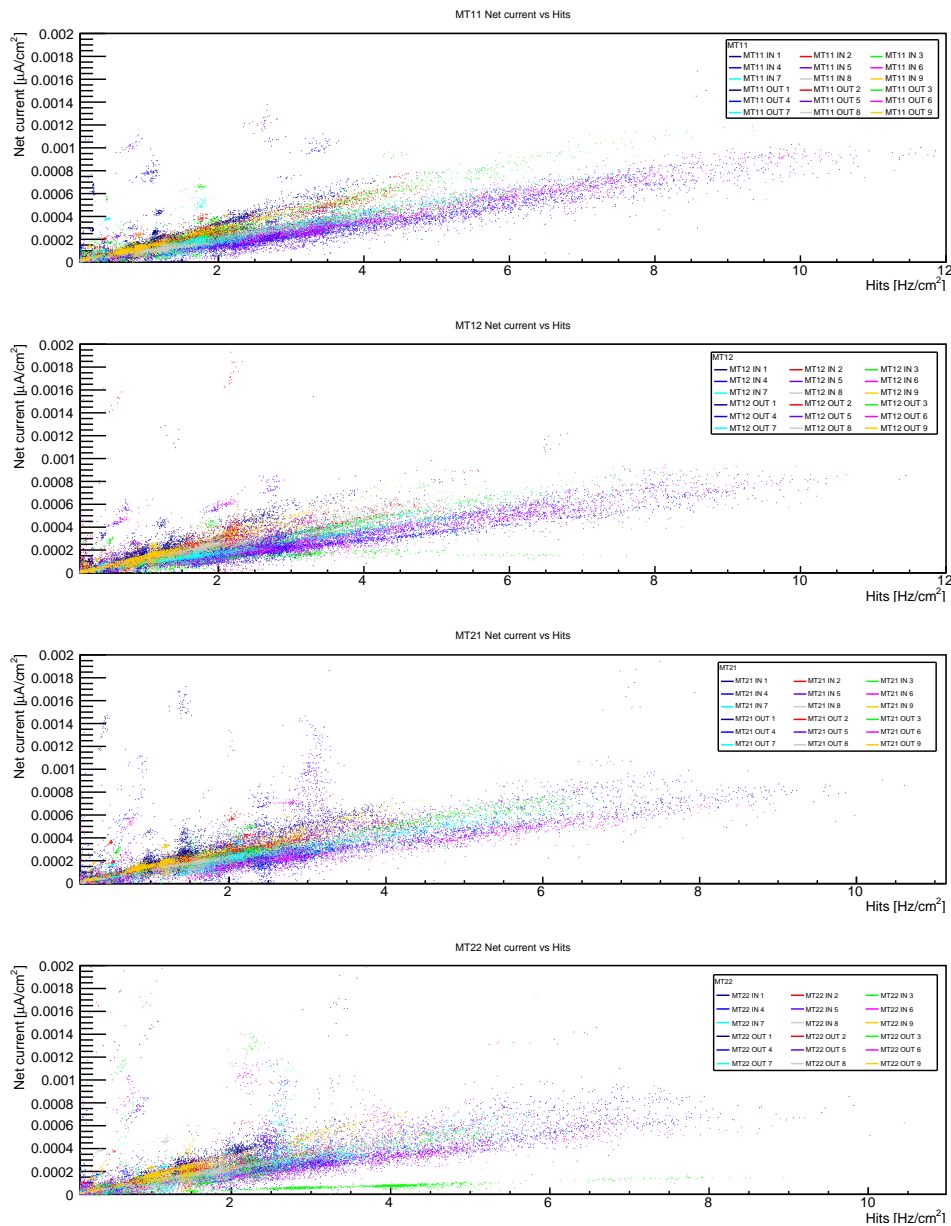 MT11 Net current vs Hits
Net current [μA/cm²]
0.002
0.0018
0.0016
0.0014
0.0012
0.001
0.0008
0.0006
0.0004
0.0002
0
2 4 6 8 10 12
Hits [Hz/cm²]
MT11
MT11 IN 1 MT11 IN 2 MT11 IN 3
MT11 IN 4 MT11 IN 5 MT11 IN 6
MT11 IN 7 MT11 IN 8 MT11 IN 9
MT11 OUT 1 MT11 OUT 2 MT11 OUT 3
MT11 OUT 4 MT11 OUT 5 MT11 OUT 6
MT11 OUT 7 MT11 OUT 8 MT11 OUT 9
MT12 Net current vs Hits
Net current [μA/cm²]
0.002
0.0018
0.0016
0.0014
0.0012
0.001
0.0008
0.0006
0.0004
0.0002
0
2 4 6 8 10 12
Hits [Hz/cm²]
MT12
MT12 IN 1 MT12 IN 2 MT12 IN 3
MT12 IN 4 MT12 IN 5 MT12 IN 6
MT12 IN 7 MT12 IN 8 MT12 IN 9
MT12 OUT 1 MT12 OUT 2 MT12 OUT 3
MT12 OUT 4 MT12 OUT 5 MT12 OUT 6
MT12 OUT 7 MT12 OUT 8 MT12 OUT 9
MT21 Net current vs Hits
Net current [μA/cm²]
0.002
0.0018
0.0016
0.0014
0.0012
0.001
0.0008
0.0006
0.0004
0.0002
0
2 4 6 8 10
Hits [Hz/cm²]
MT21
MT21 IN 1 MT21 IN 2 MT21 IN 3
MT21 IN 4 MT21 IN 5 MT21 IN 6
MT21 IN 7 MT21 IN 8 MT21 IN 9
MT21 OUT 1 MT21 OUT 2 MT21 OUT 3
MT21 OUT 4 MT21 OUT 5 MT21 OUT 6
MT21 OUT 7 MT21 OUT 8 MT21 OUT 9
MT22 Net current vs Hits
Net current [μA/cm²]
0.002
0.0018
0.0016
0.0014
0.0012
0.001
0.0008
0.0006
0.0004
0.0002
0
2 4 6 8 10
Hits [Hz/cm²]
MT22
MT22 IN 1 MT22 IN 2 MT22 IN 3
MT22 IN 4 MT22 IN 5 MT22 IN 6
MT22 IN 7 MT22 IN 8 MT22 IN 9
MT22 OUT 1 MT22 OUT 2 MT22 OUT 3
MT22 OUT 4 MT22 OUT 5 MT22 OUT 6
MT22 OUT 7 MT22 OUT 8 MT22 OUT 9